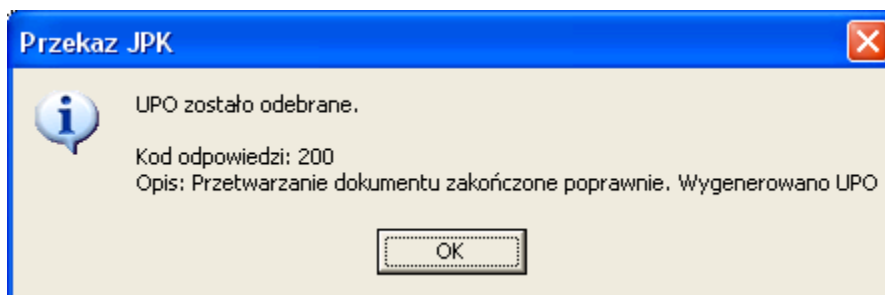 Przekaz JPK
UPO zostało odebrane.
Kod odpowiedzi: 200
Opis: Przetwarzanie dokumentu zakończone poprawnie. Wygenerowano UPO
OK